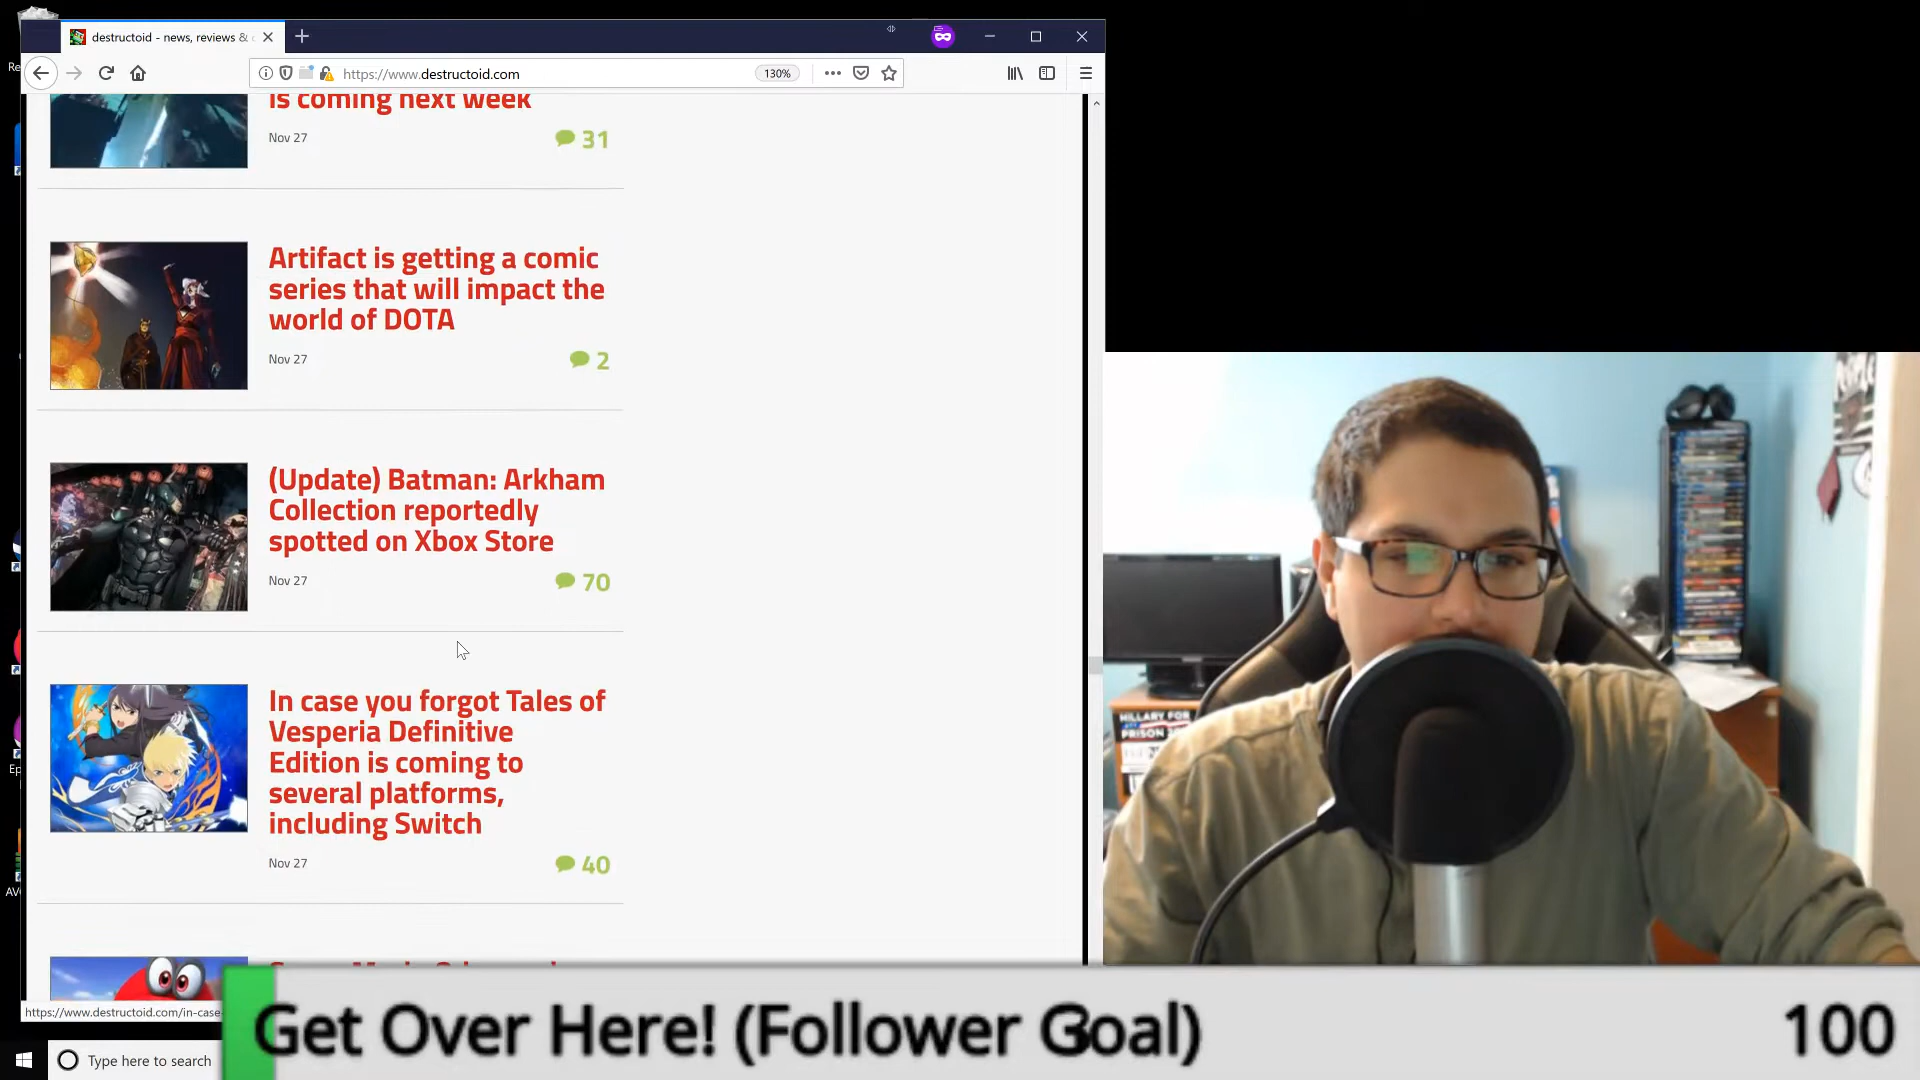 destructoid - news, reviews &
https://www.destructoid.com
130%
is coming next week
Nov 27
31
Artifact is getting a comic
series that will impact the
world of DOTA
Nov 27
2
(Update) Batman: Arkham
Collection reportedly
spotted on Xbox Store
Nov 27
70
In case you forgot Tales of
Vesperia Definitive
Edition is coming to
several platforms,
including Switch
Nov 27
40
https://www.destructoid.com/in-case
Type here to search
HILLARY FOR
PRISON
Get Over Here! (Follower Goal)
3
100